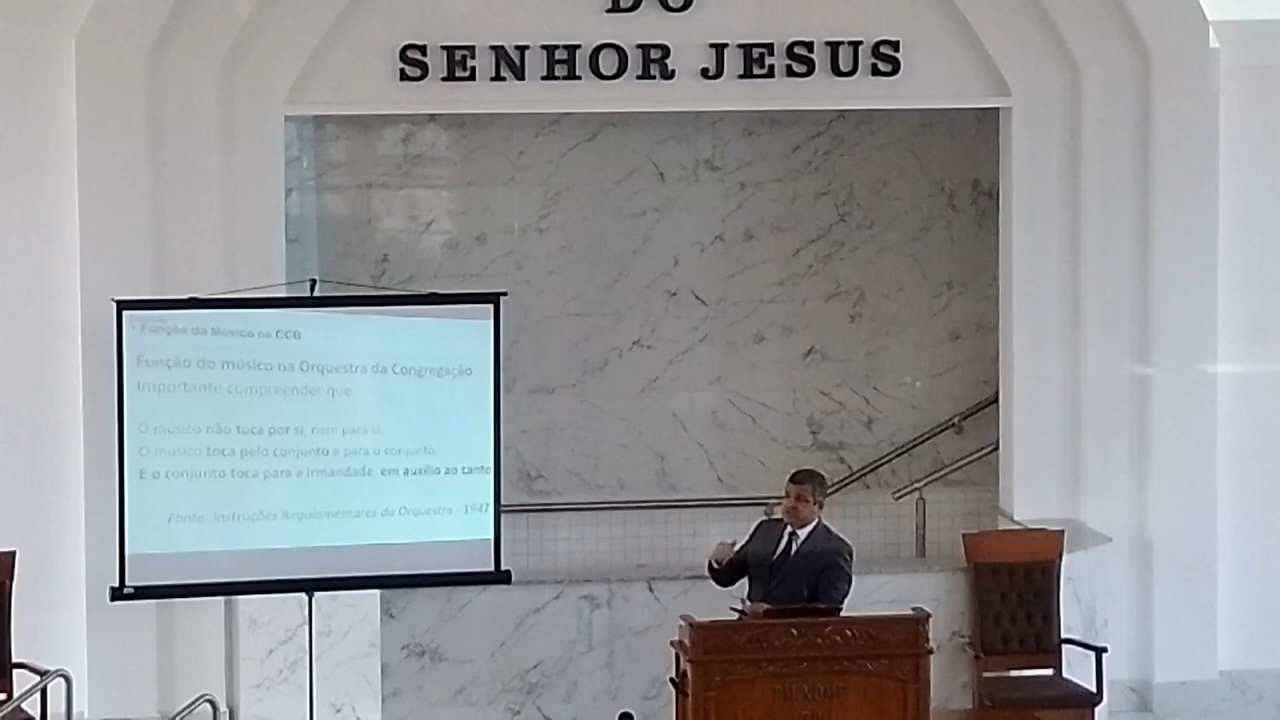 DO
SENHOR JESUS
• Função do Músico na CCB
Função do músico na Orquestra da Congregação
Importante compreender que:
O músico não toca por si, nem para si.
O músico toca pelo conjunto e para o conjunto.
E o conjunto toca para a irmandade, em auxílio ao canto
Fonte: Instruções Regulamentares da Orquestra - 1947